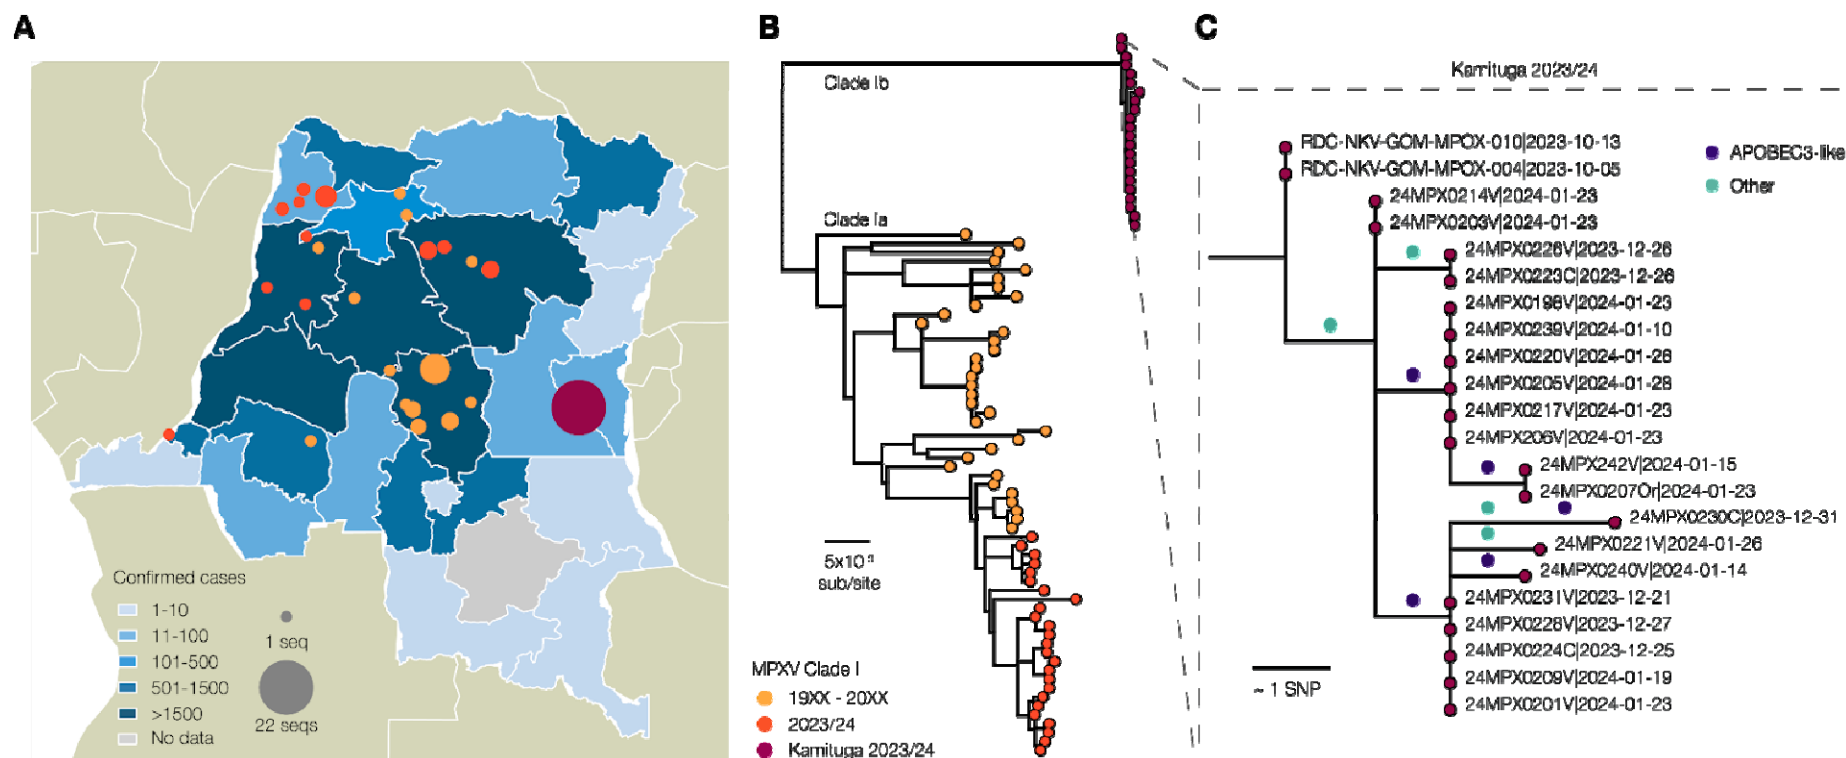 A
Confirmed cases
1-10
11-100
101-500
501-1500
>1500
No data
1 seq
22 seqs
B
Clade Ib
Clade Ia
5x10⁻³
sub/site
MPXV Clade I
19XX - 20XX
2023/24
Kamituga 2023/24
C
Kamituga 2023/24
RDC-NKV-GOM-MPOX-010|2023-10-13
RDC-NKV-GOM-MPOX-004|2023-10-05
24MPX0214V|2024-01-23
24MPX0203V|2024-01-23
24MPX0226V|2023-12-26
24MPX0223C|2023-12-26
24MPX0198V|2024-01-23
24MPX0239V|2024-01-10
24MPX0220V|2024-01-26
24MPX0205V|2024-01-28
24MPX0217V|2024-01-23
24MPX206V|2024-01-23
24MPX242V|2024-01-15
24MPX0207Or|2024-01-23
24MPX0230C|2023-12-31
24MPX0221V|2024-01-26
24MPX0240V|2024-01-14
24MPX0231V|2023-12-21
24MPX0228V|2023-12-27
24MPX0224C|2023-12-25
24MPX0209V|2024-01-19
24MPX0201V|2024-01-23
APOBEC3-like
Other
~ 1 SNP